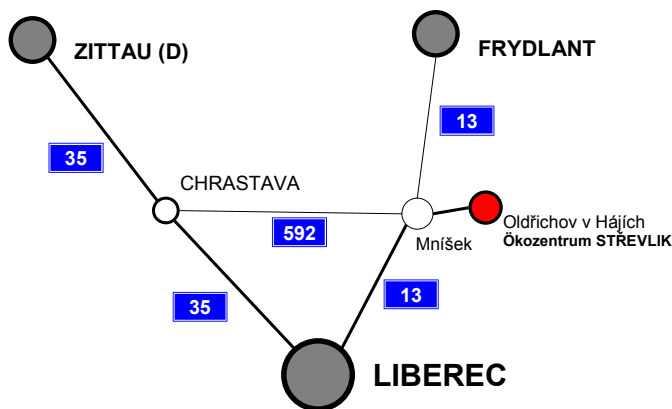 ZITTAU (D)
FRYDLANT
13
35
CHRASTAVA
592
Mníšek
Oldřichov v Hájích
Ökozentrum STŘEVLIK
35
13
LIBEREC